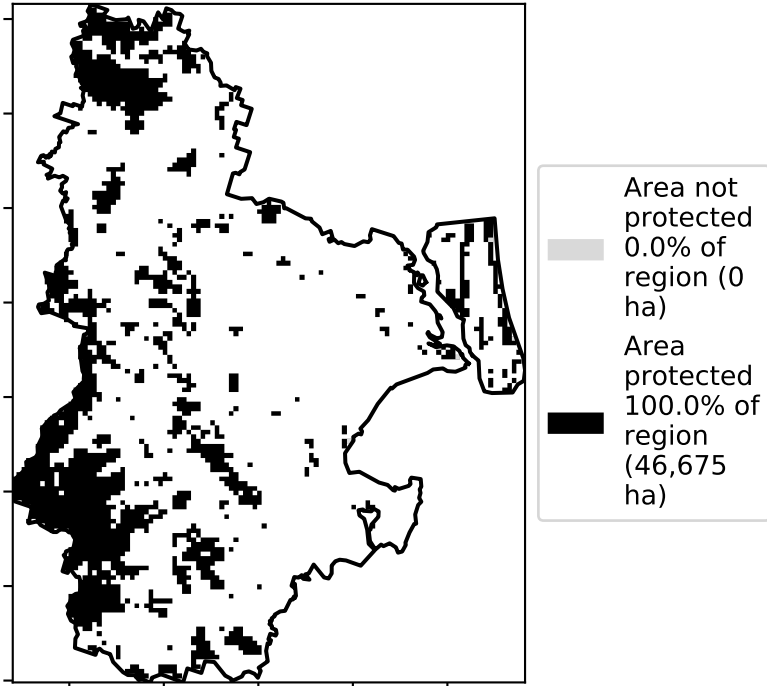 Area not
protected
0.0% of
region (0
ha)
Area
protected
100.0% of
region
(46,675
ha)